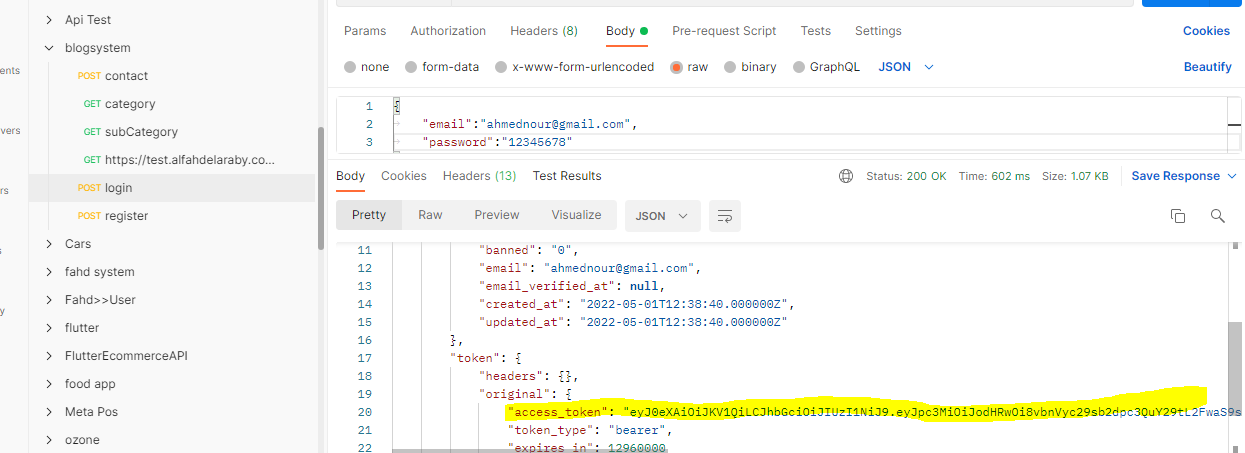 Api Test
blogsystem
POST contact
GET category
GET subCategory
GET https://test.alfahdelaraby.co...
POST login
POST register
Cars
fahd system
Fahd>>User
flutter
FlutterEcommerceAPI
food app
Meta Pos
ozone
ents
vers
rs
s
y
Params Authorization Headers (8) Body Pre-request Script Tests Settings Cookies
none form-data x-www-form-urlencoded raw binary GraphQL JSON Beautify
1 {
2 "email":"ahmednour@gmail.com",
3 "password":"12345678"
Body Cookies Headers (13) Test Results Status: 200 OK Time: 602 ms Size: 1.07 KB Save Response
Pretty Raw Preview Visualize JSON
11 "banned": "0",
12 "email": "ahmednour@gmail.com",
13 "email_verified_at": null,
14 "created_at": "2022-05-01T12:38:40.000000Z",
15 "updated_at": "2022-05-01T12:38:40.000000Z"
16 },
17 "token": {
18 "headers": {},
19 "original": {
20 "access_token": "eyJ0eXAiOiJKV1QiLCJhbGciOiJIUzI1NiJ9.eyJpc3MiOiJodHRwOi8vbnVyc29sb2dpc3QuY29tL2FwaS9s
21 "token_type": "bearer",
22 "expires_in": 12960000